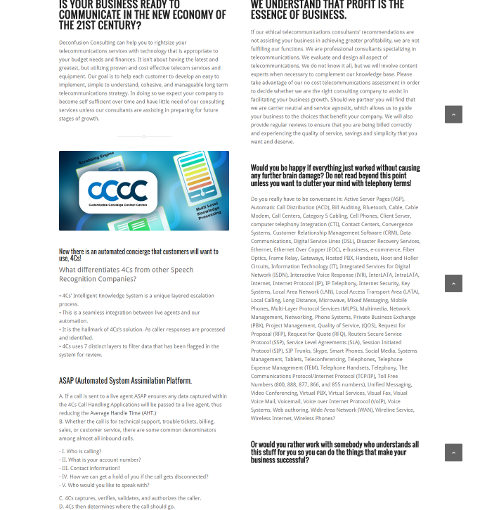 IS YOUR BUSINESS READY TO
COMMUNICATE IN THE NEW ECONOMY OF
THE 21ST CENTURY?
Deconfusion Consulting can help you to rightsize your
telecommunications services with technology that is appropriate to
your budget needs and finances. It isn't about having the latest and
greatest, but utilizing proven and cost effective telecom services and
equipment. Our goal is to help each customer to develop an easy to
implement, simple to understand, cohesive, and manageable long term
telecommunications strategy. In doing so we expect your company to
become self sufficient over time and have little need of our consulting
services unless our consultants are assisting in preparing for future
stages of growth.
CCCC
Customized Concierge Contact Center
Now there is an automated concierge that customers will want to
use, 4Cs!
What differentiates 4Cs from other Speech
Recognition Companies?
• 4Cs' Intelligent Knowledge System is a unique layered escalation
process.
• This is a seamless integration between live agents and our
automation.
• It is the hallmark of 4Cs's solution. As caller responses are processed
and identified.
• 4Cs uses 7 distinct layers to filter data that has been flagged in the
system for review.
ASAP (Automated System Assimilation Platform.
A. If a call is sent to a live agent ASAP ensures any data captured within
the 4Cs Call Handling Applications will be passed to a live agent; thus
reducing the Average Handle Time (AHT.)
B. Whether the call is for technical support, trouble tickets, billing,
sales, or customer service, there are some common denominators
among almost all inbound calls.
- I. Who is calling?
- II. What is your account number?
- III. Contact information?
- IV. How can we get a hold of you if the call gets disconnected?
- V. Who would you like to speak with?
C. 4Cs captures, verifies, validates, and authorizes the caller.
D. 4Cs then determines where the call should go.
WE UNDERSTAND THAT PROFIT IS THE
ESSENCE OF BUSINESS.
If our ethical telecommunications consultants' recommendations are
not assisting your business in achieving greater profitability, we are not
fulfilling our functions. We are professional consultants specializing in
telecommunications. We evaluate and design all aspect of
telecommunications. We do not know it all, but we will involve content
experts when necessary to complement our knowledge base. Please
take advantage of our no cost telecommunications assessment in order
to decide whether we are the right consulting company to assist in
facilitating your business growth. Should we partner you will find that
we are carrier neutral and service agnostic, which allows us to guide
your business to the choices that benefit your company. We will also
provide regular reviews to ensure that you are being billed correctly
and experiencing the quality of service, savings and simplicity that you
want and deserve.
Would you be happy if everything just worked without causing
any further brain damage? Do not read beyond this point
unless you want to clutter your mind with telephony terms!
Do you really have to be conversant in: Active Server Pages (ASP),
Automatic Call Distribution (ACD), Bill Auditing, Bluetooth, Cable, Cable
Modem, Call Centers, Category 5 Cabling, Cell Phones, Client Server,
computer telephony Integration (CTI), Contact Centers, Convergence
Systems, Customer Relationship Management Software (CRM), Data
Communications, Digital Service Lines (DSL), Disaster Recovery Services,
Ethernet, Ethernet Over Copper (EOC), e-business, e-commerce, Fiber
Optics, Frame Relay, Gateways, Hosted PBX, Handsets, Hoot and Holler
Circuits, Information Technology (IT), Integrated Services for Digital
Network (ISDN), Interactive Voice Response (IVR), InterLATA, IntraLATA,
Internet, Internet Protocol (IP), IP Telephony, Internet Security, Key
Systems, Local Area Network (LAN), Local Access Transport Area (LATA),
Local Calling, Long Distance, Microwave, Mixed Messaging, Mobile
Phones, Multi-Layer Protocol Services (MLPS), Multimedia, Network
Management, Networking, Phone Systems, Private Business Exchange
(PBX), Project Management, Quality of Service, (QOS), Request for
Proposal (RFP), Request for Quote (RFQ), Routers Secure Service
Protocol (SSP), Service Level Agreements (SLA), Session Initiated
Protocol (SIP), SIP Trunks, Skype, Smart Phones, Social Media, Systems
Management, Tablets, Teleconferencing, Telephones, Telephone
Expense Management (TEM), Telephone Handsets, Telephony, The
Communications Protocol/Internet Protocol (TCP/IP), Toll Free
Numbers (800, 888, 877, 866, and 855 numbers), Unified Messaging,
Video Conferencing, Virtual PBX, Virtual Services, Visual Fax, Visual
Voice Mail, Voicemail, Voice over Internet Protocol (VoIP), Voice
Systems, Web authoring, Wide Area Network (WAN), Wireline Service,
Wireless Internet, Wireless Phones?
Or would you rather work with somebody who understands all
this stuff for you so you can do the things that make your
business successful?